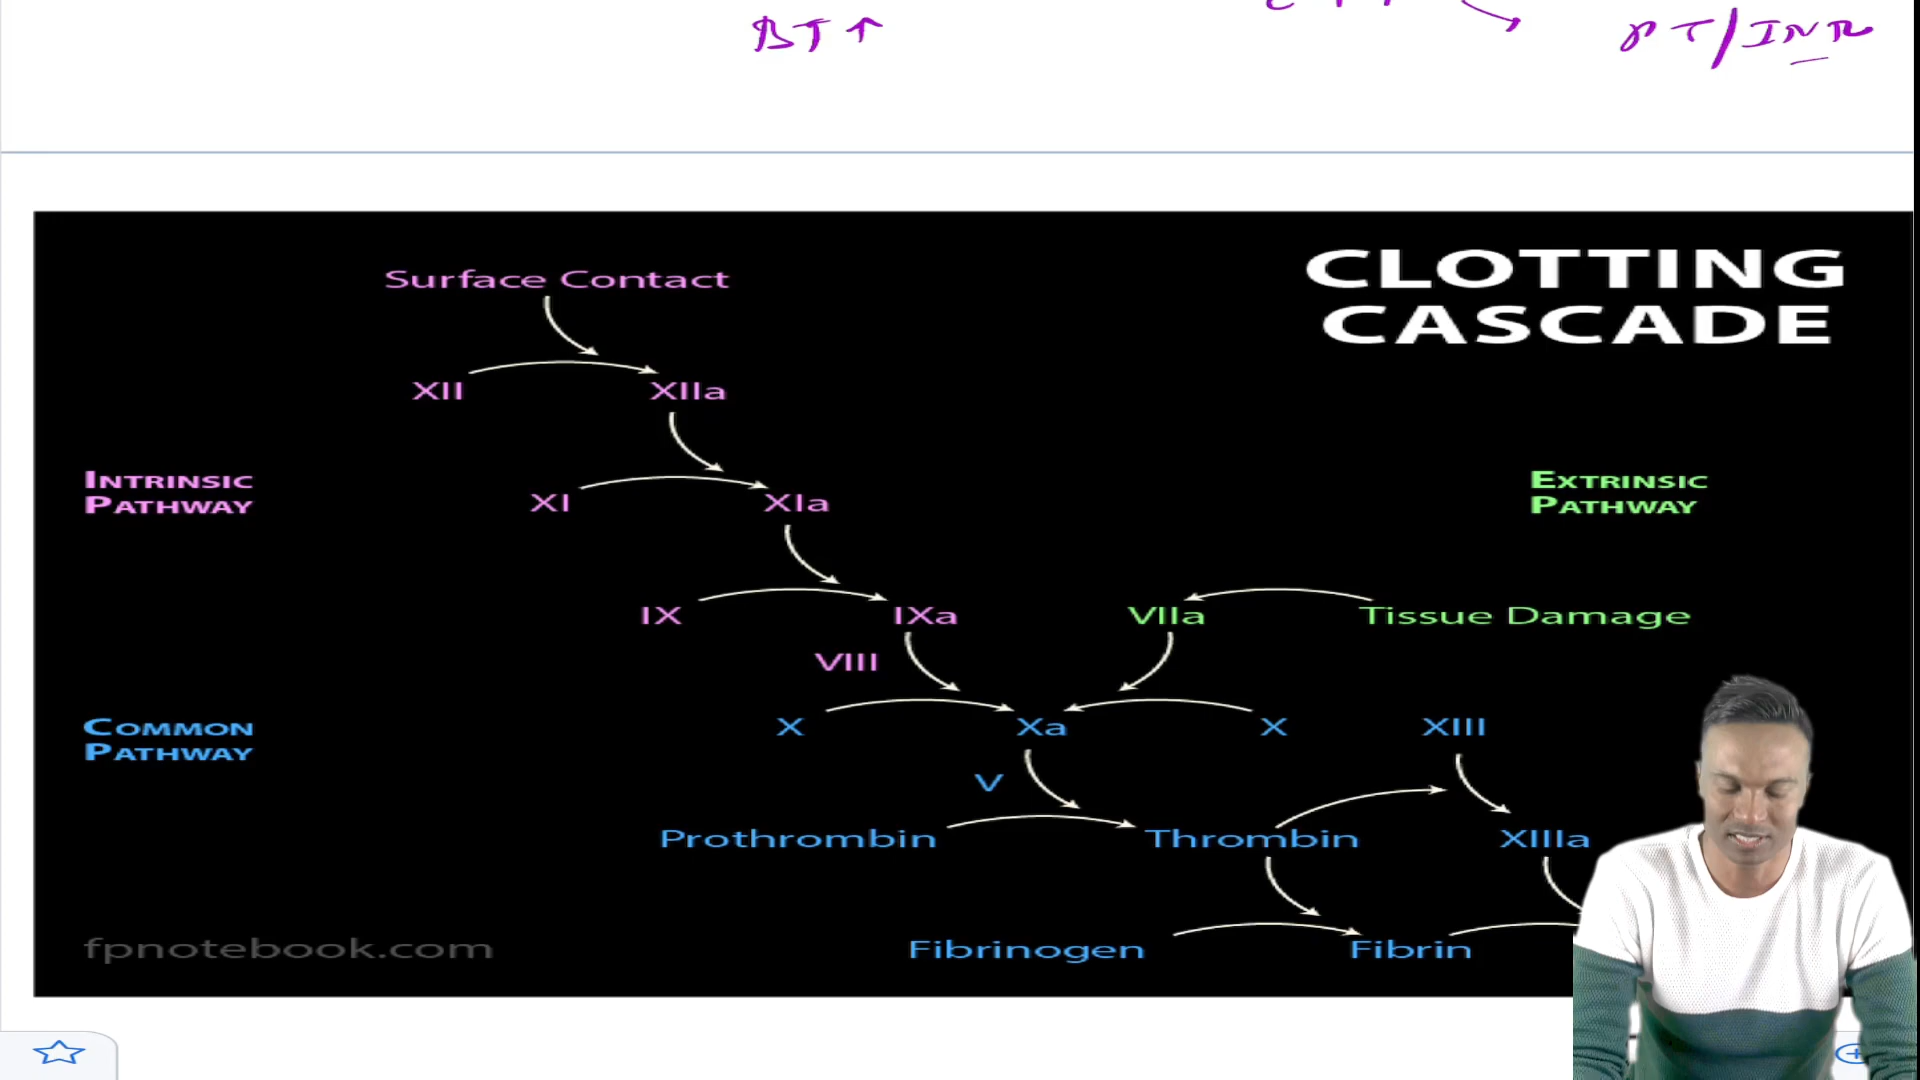 BT ↑
PT/INR
CLOTTING
CASCADE
Surface Contact
XII XIIa
INTRINSIC
PATHWAY
XI XIa
EXTRINSIC
PATHWAY
IX IXa VIIa Tissue Damage
VIII
COMMON
PATHWAY
X Xa X XIII
V
Prothrombin Thrombin XIIIa
fpnotebook.com
Fibrinogen Fibrin